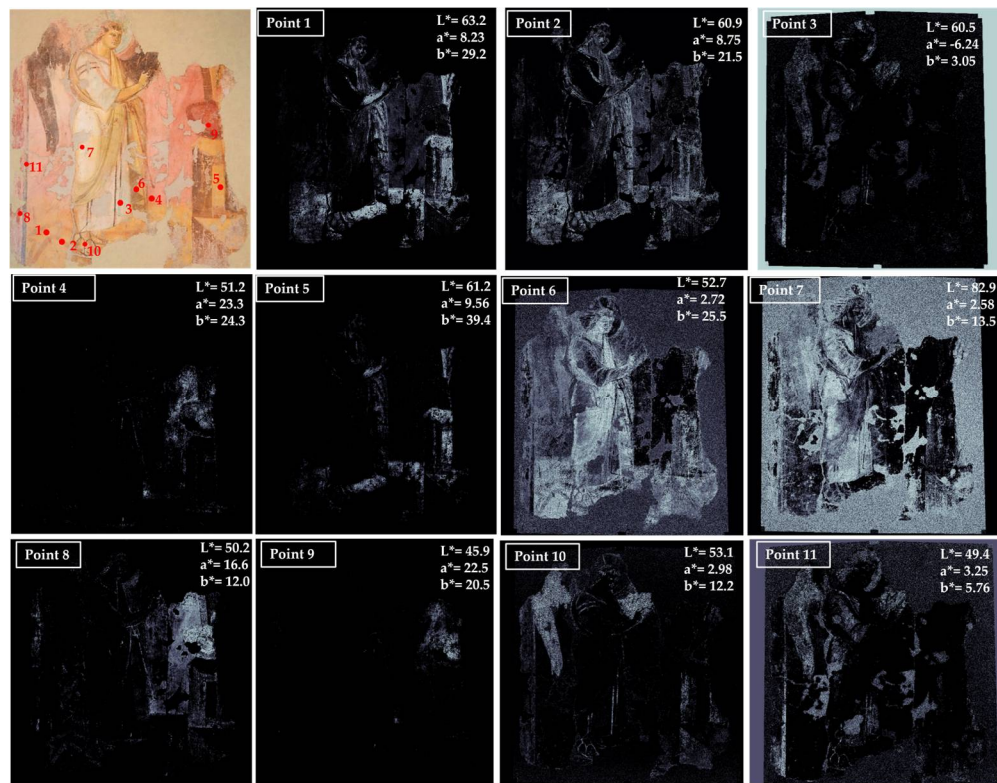 Point 1
L*= 63.2
a*= 8.23
b*= 29.2
Point 2
L*= 60.9
a*= 8.75
b*= 21.5
Point 3
L*= 60.5
a*= -6.24
b*= 3.05
9
7
11
6
5
3
4
8
1
2
10
Point 4
L*= 51.2
a*= 23.3
b*= 24.3
Point 5
L*= 61.2
a*= 9.56
b*= 39.4
Point 6
L*= 52.7
a*= 2.72
b*= 25.5
Point 7
L*= 82.9
a*= 2.58
b*= 13.5
Point 8
L*= 50.2
a*= 16.6
b*= 12.0
Point 9
L*= 45.9
a*= 22.5
b*= 20.5
Point 10
L*= 53.1
a*= 2.98
b*= 12.2
Point 11
L*= 49.4
a*= 3.25
b*= 5.76